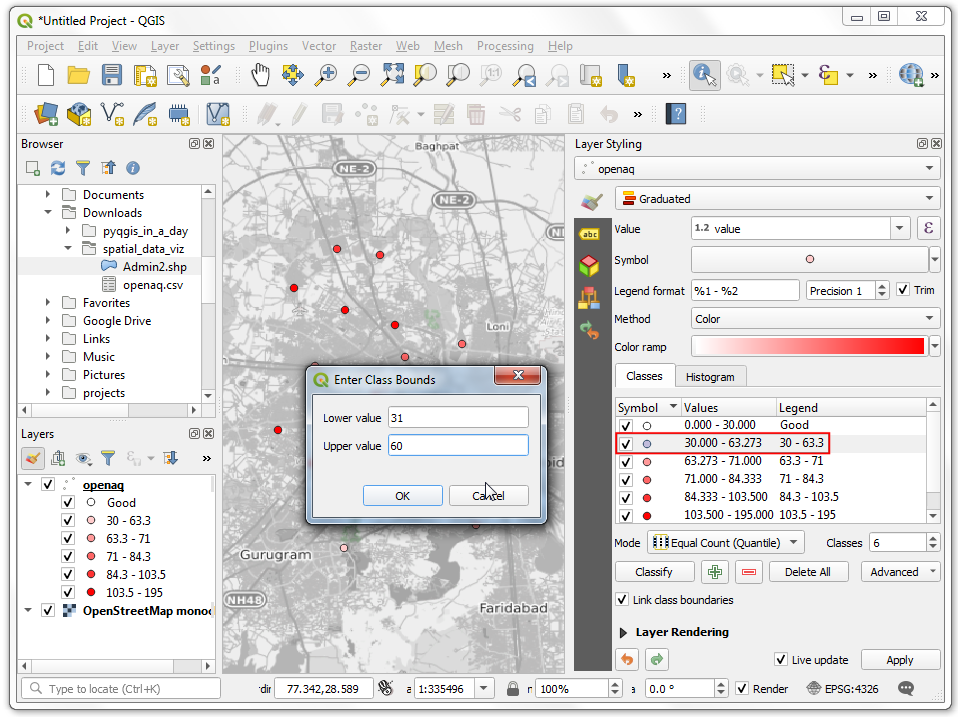 *Untitled Project - QGIS
Project Edit View Layer Settings Plugins Vector Raster Web Mesh Processing Help
Browser
Documents
Downloads
pyqgis_in_a_day
spatial_data_viz
Admin2.shp
openaq.csv
Favorites
Google Drive
Links
Music
Pictures
projects
Layers
openaq
Good
30 - 63.3
63.3 - 71
71 - 84.3
84.3 - 103.5
103.5 - 195
OpenStreetMap mono
Baghpat
NE-2
NE-2
Loni
Gurugram
NH48
Faridabad
Enter Class Bounds
Lower value 31
Upper value 60
OK Cancel
Layer Styling
openaq
Graduated
abc
Value 1.2 value ε
Symbol
Legend format %1 - %2 Precision 1 Trim
Method Color
Color ramp
Classes Histogram
Symbol Values Legend
0.000 - 30.000 Good
30.000 - 63.273 30 - 63.3
63.273 - 71.000 63.3 - 71
71.000 - 84.333 71 - 84.3
84.333 - 103.500 84.3 - 103.5
103.500 - 195.000 103.5 - 195
Mode Equal Count (Quantile) Classes 6
Classify Delete All Advanced
Link class boundaries
Layer Rendering
Live update Apply
Type to locate (Ctrl+K) 77.342,28.589 1:335496 100% 0.0 ° Render EPSG:4326